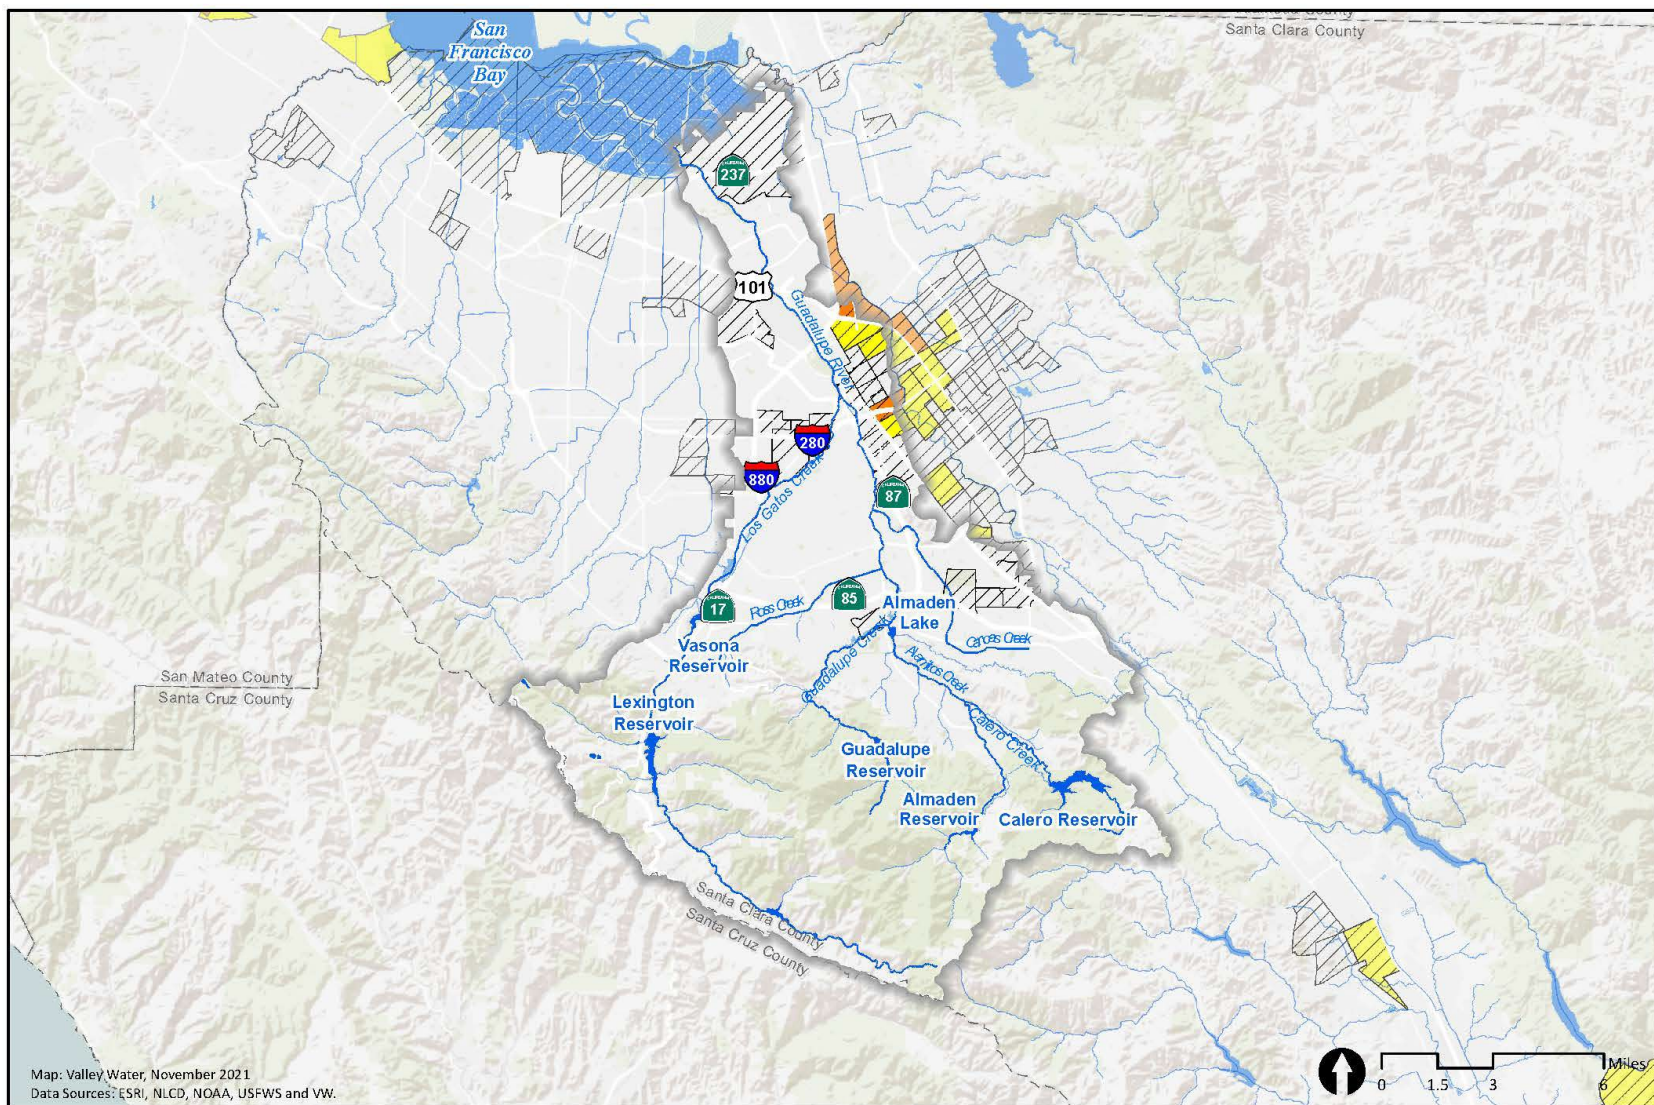 San
Francisco
Bay
Santa Clara County
CALIFORNIA
237
101
Guadalupe River
280
880
Los Gatos Creek
87
17
Ross Creek
85
Almaden
Lake
Canoas Creek
Vasona
Reservoir
Guadalupe Creek
Alamitos Creek
San Mateo County
Santa Cruz County
Lexington
Reservoir
Calero Creek
Guadalupe
Reservoir
Almaden
Reservoir
Calero Reservoir
Santa Clara County
Santa Cruz County
Map: Valley Water, November 2021
Data Sources: ESRI, NLCD, NOAA, USFWS and VW.
Miles
0 1.5 3 6